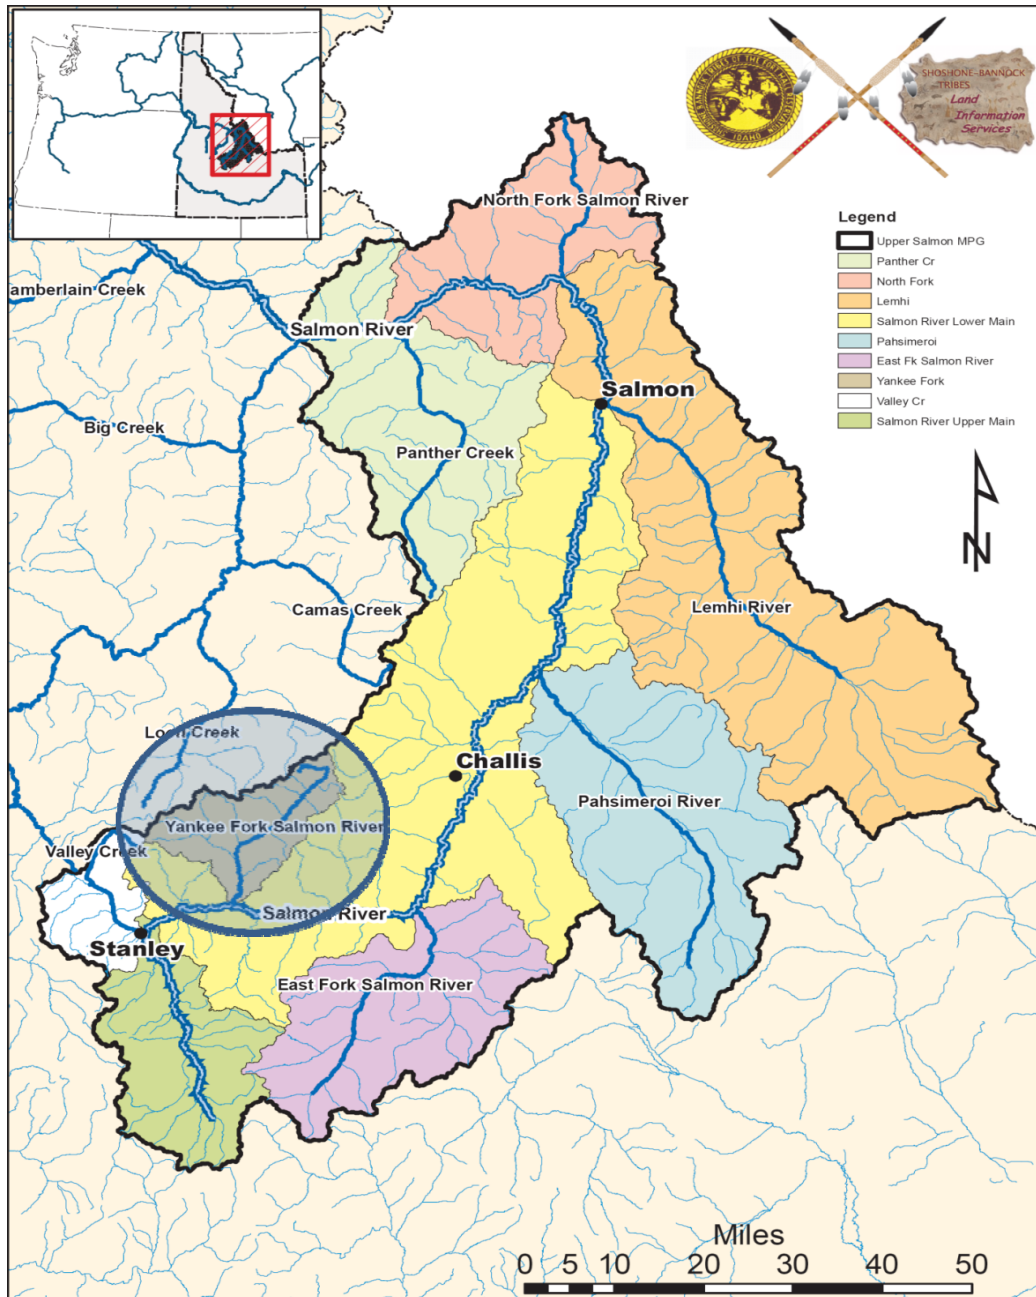 SHOSHONE-BANNOCK
TRIBES
Land
Information
Services
North Fork Salmon River
Legend
Upper Salmon MPG
Panther Cr
North Fork
Lemhi
Salmon River Lower Main
Pahsimeroi
East Fk Salmon River
Yankee Fork
Valley Cr
Salmon River Upper Main
amberlain Creek
Salmon River
Salmon
Big Creek
Panther Creek
N
Camas Creek
Lemhi River
Loon Creek
Challis
Pahsimeroi River
Yankee Fork Salmon River
Valley Creek
Salmon River
Stanley
East Fork Salmon River
Miles
0 5 10 20 30 40 50